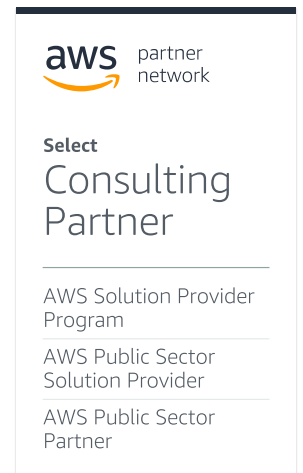 aws partner
network
Select
Consulting
Partner
AWS Solution Provider
Program
AWS Public Sector
Solution Provider
AWS Public Sector
Partner